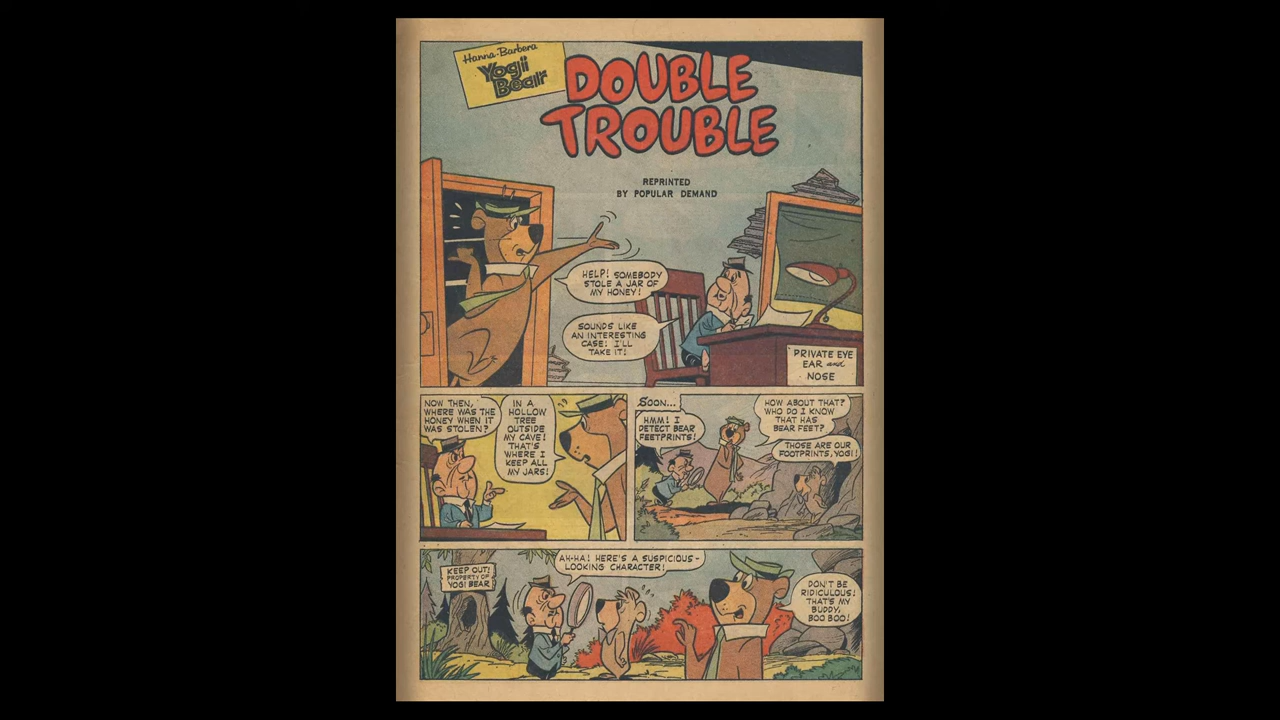 Hanna-Barbera
Yogi
Bear
DOUBLE
TROUBLE
REPRINTED
BY POPULAR DEMAND
HELP! SOMEBODY
STOLE A JAR OF
MY HONEY!
SOUNDS LIKE
AN INTERESTING
CASE! I'LL
TAKE IT!
PRIVATE EYE
EAR and
NOSE
NOW THEN,
WHERE WAS THE
HONEY WHEN IT
WAS STOLEN?
IN A
HOLLOW
TREE
OUTSIDE
MY CAVE!
THAT'S
WHERE I
KEEP ALL
MY JARS!
SOON...
HMM! I
DETECT BEAR
FEETPRINTS!
HOW ABOUT THAT?
WHO DO I KNOW
THAT HAS
BEAR FEET?
THOSE ARE OUR
FOOTPRINTS, YOGI!
KEEP OUT!
PROPERTY OF
YOGI BEAR
AH-HA! HERE'S A SUSPICIOUS-
LOOKING CHARACTER!
DON'T BE
RIDICULOUS!
THAT'S MY
BUDDY,
BOO BOO!